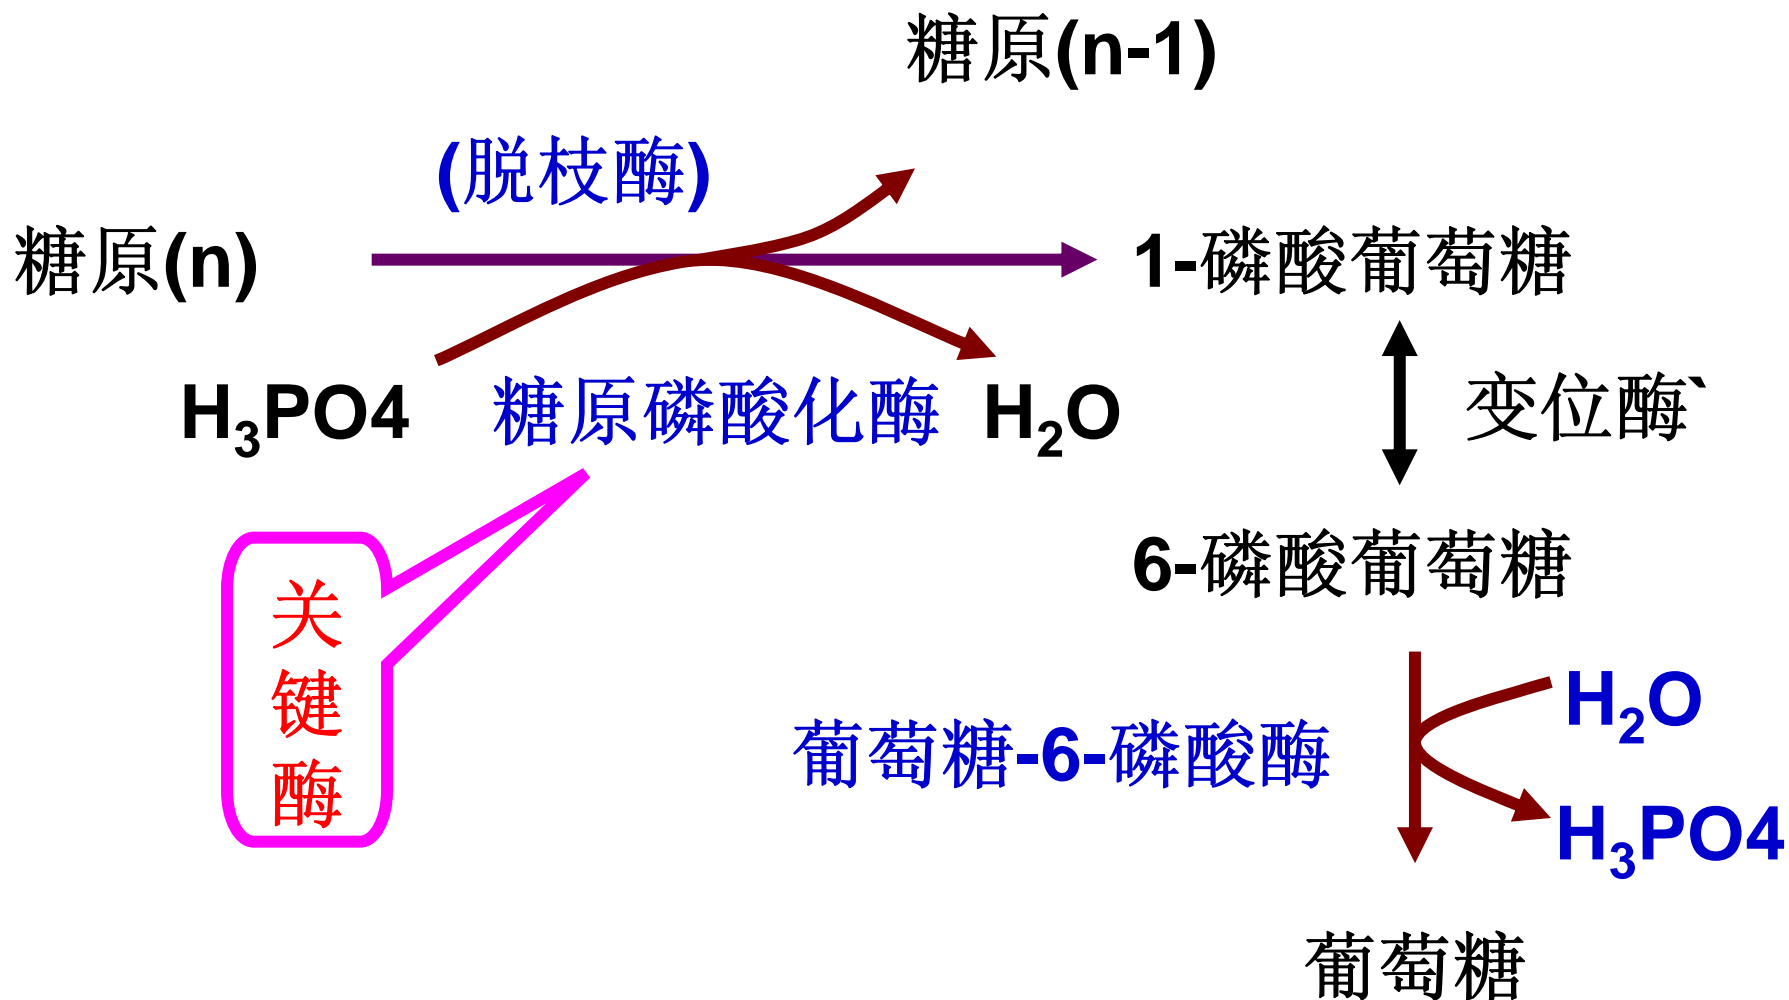 糖原(n-1)
(脱枝酶)
糖原(n)
1-磷酸葡萄糖
H₃PO4
糖原磷酸化酶
H₂O
变位酶`
关
键
酶
6-磷酸葡萄糖
H₂O
葡萄糖-6-磷酸酶
H₃PO4
葡萄糖